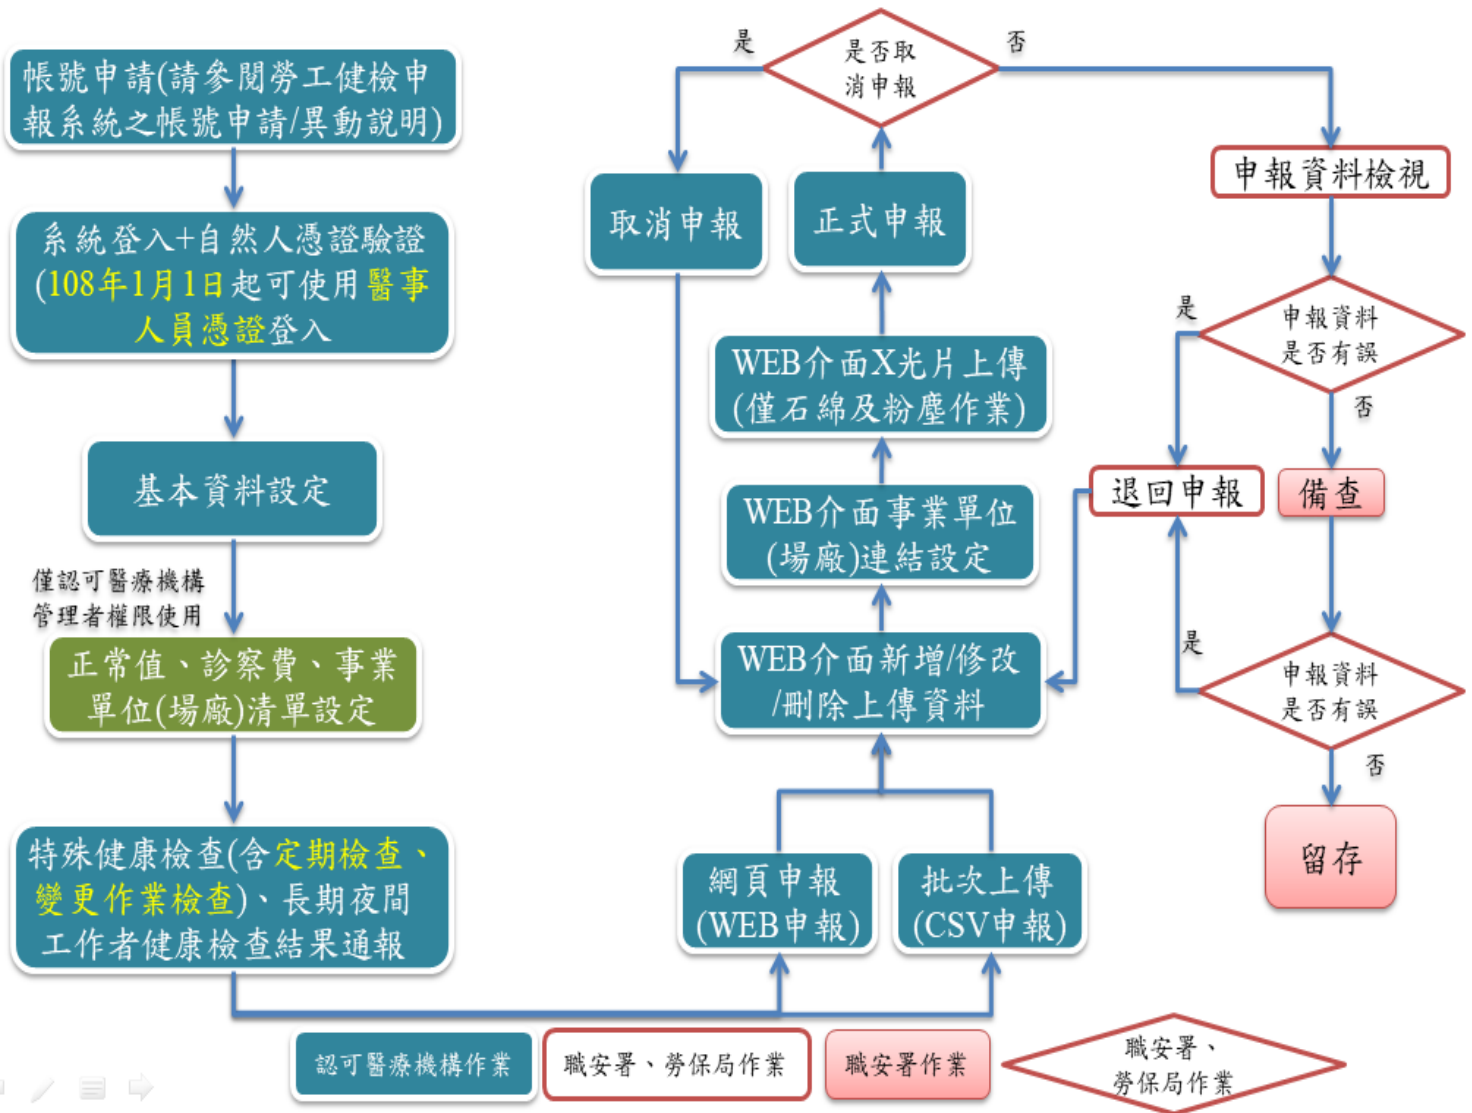 帳號申請(請參閱勞工健檢申
報系統之帳號申請/異動說明)
系統登入+自然人憑證驗證
(108年1月1日起可使用醫事
人員憑證登入
基本資料設定
僅認可醫療機構
管理者權限使用
正常值、診察費、事業
單位(場廠)清單設定
特殊健康檢查(含定期檢查、
變更作業檢查)、長期夜間
工作者健康檢查結果通報
網頁申報
(WEB申報)
批次上傳
(CSV申報)
WEB介面新增/修改
/刪除上傳資料
WEB介面事業單位
(場廠)連結設定
WEB介面X光片上傳
(僅石綿及粉塵作業)
正式申報
是否取
消申報
是
否
取消申報
申報資料檢視
申報資料
是否有誤
是
否
退回申報
備查
申報資料
是否有誤
是
否
留存
認可醫療機構作業
職安署、勞保局作業
職安署作業
職安署、
勞保局作業